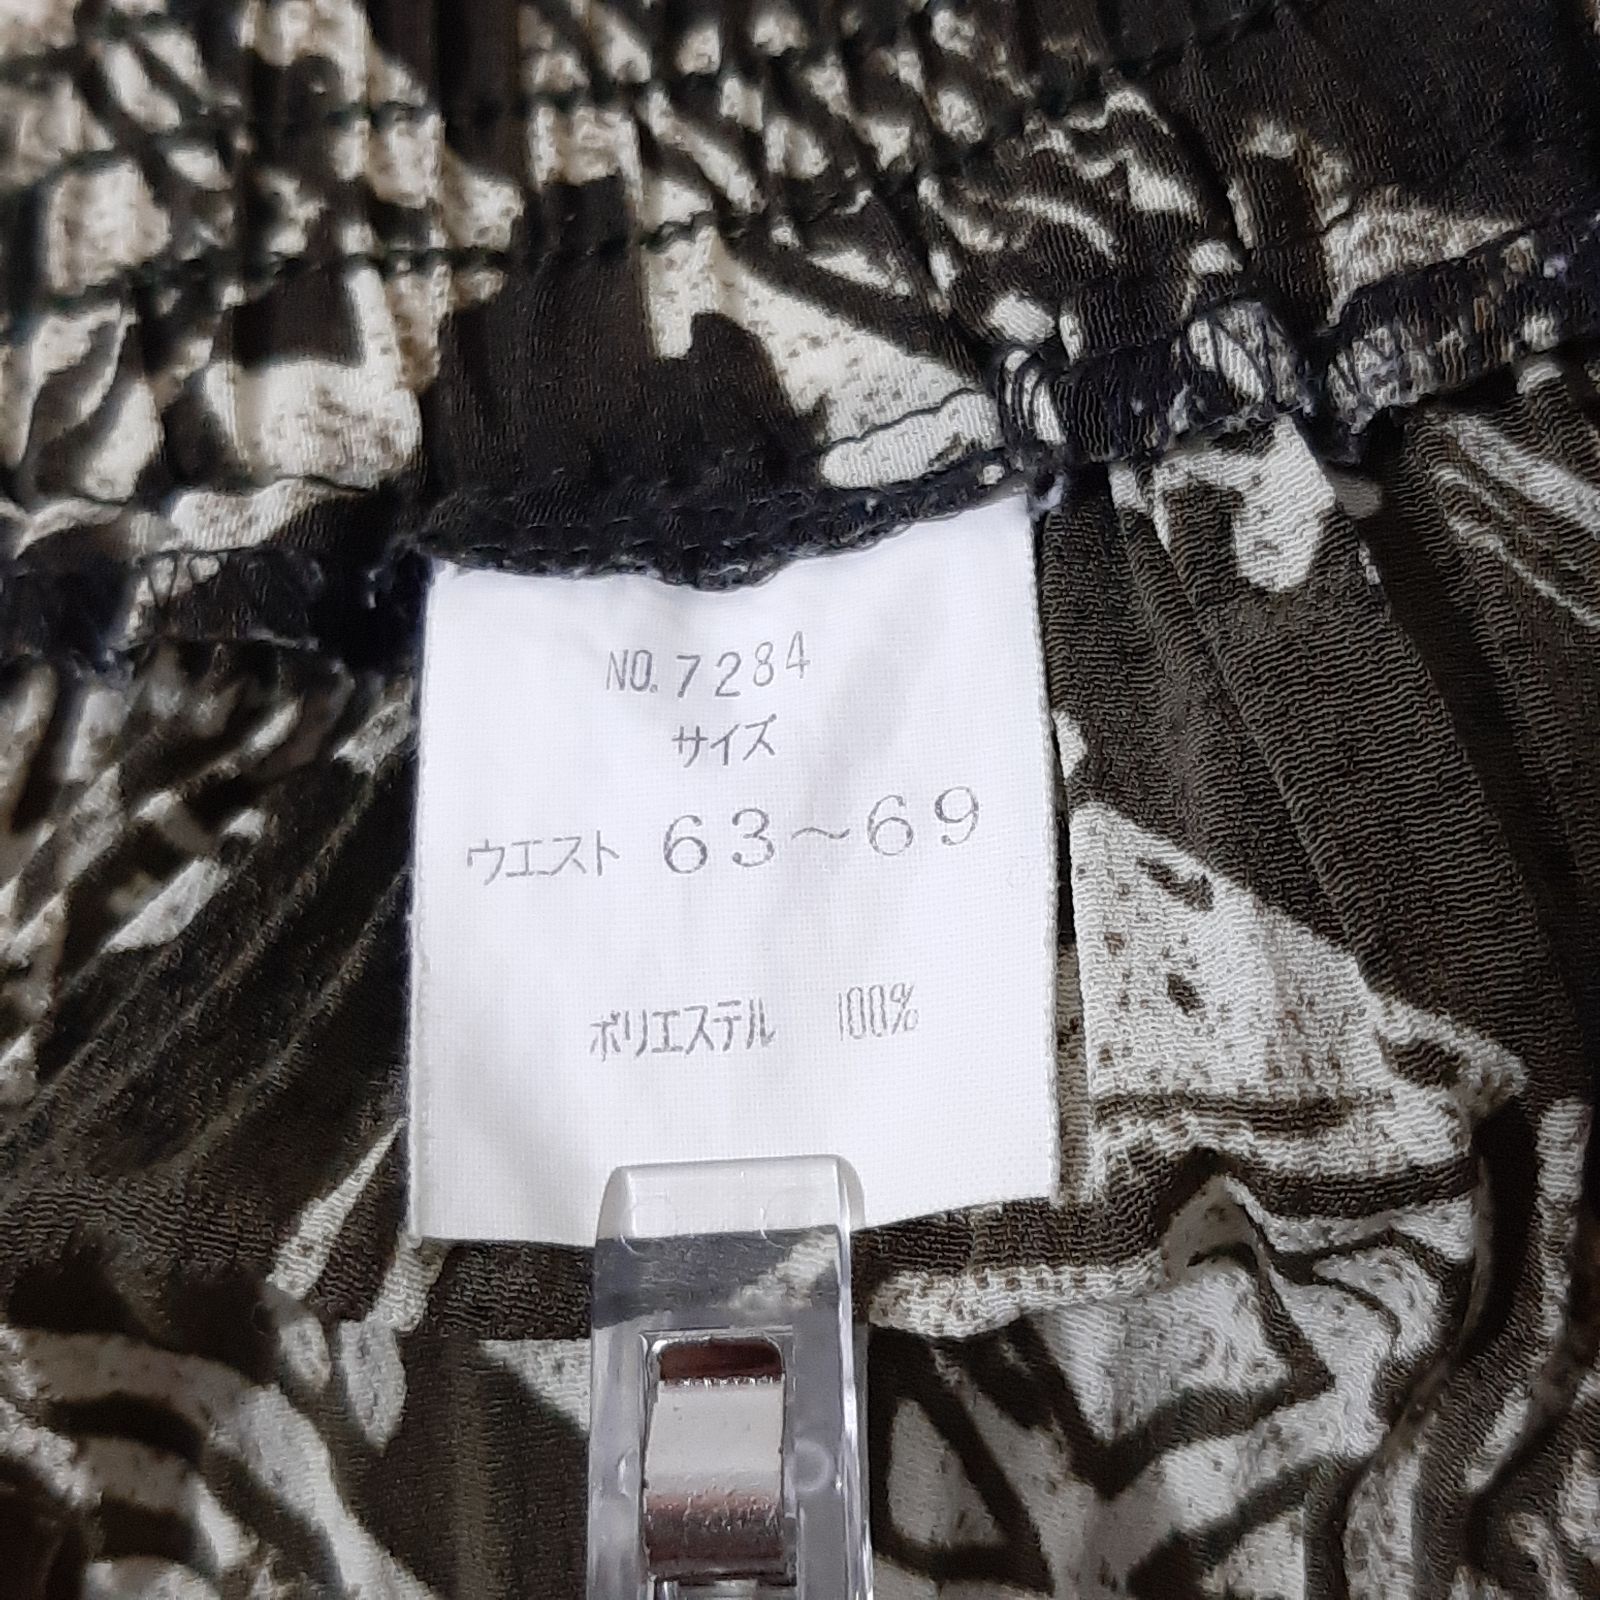 NO.7284
サイズ
ウエスト 63～69
ポリエステル 100%